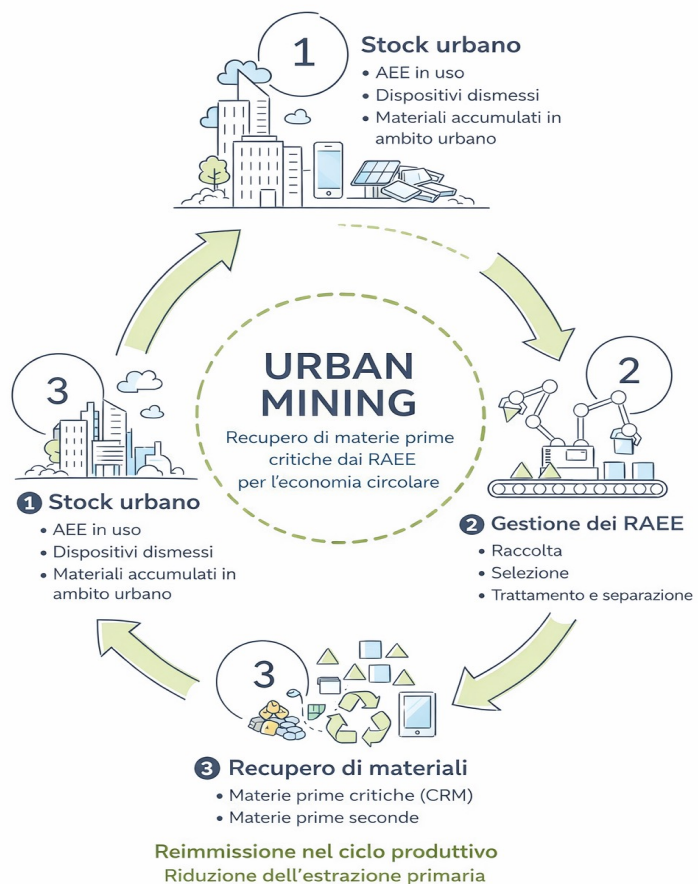 1
Stock urbano
• AEE in uso
• Dispositivi dismessi
• Materiali accumulati in
ambito urbano
URBAN
MINING
Recupero di materie prime
critiche dai RAEE
per l'economia circolare
2
2 Gestione dei RAEE
• Raccolta
• Selezione
• Trattamento e separazione
3
3 Recupero di materiali
• Materie prime critiche (CRM)
• Materie prime seconde
3
1 Stock urbano
• AEE in uso
• Dispositivi dismessi
• Materiali accumulati in
ambito urbano
Reimmissione nel ciclo produttivo
Riduzione dell'estrazione primaria